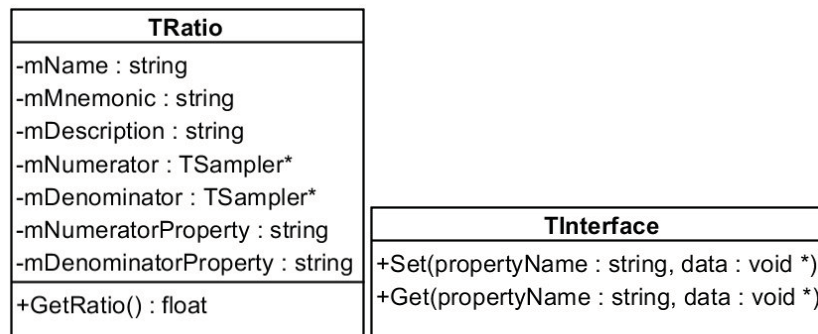 TRatio
-mName : string
-mMnemonic : string
-mDescription : string
-mNumerator : TSampler*
-mDenominator : TSampler*
-mNumeratorProperty : string
-mDenominatorProperty : string
+GetRatio() : float
TInterface
+Set(propertyName : string, data : void *)
+Get(propertyName : string, data : void *)